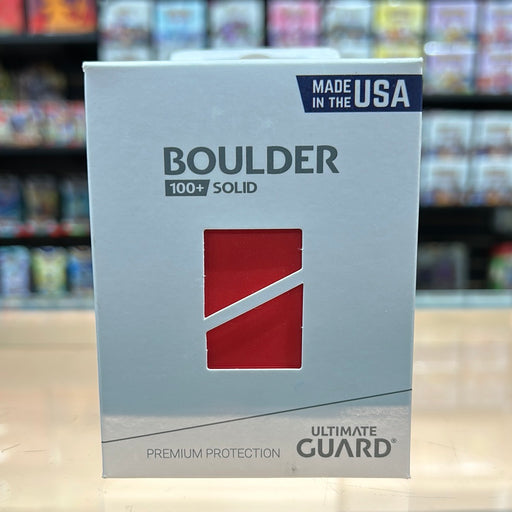 MADE
IN THE USA
BOULDER
100+ SOLID
ULTIMATE
GUARD®
PREMIUM PROTECTION